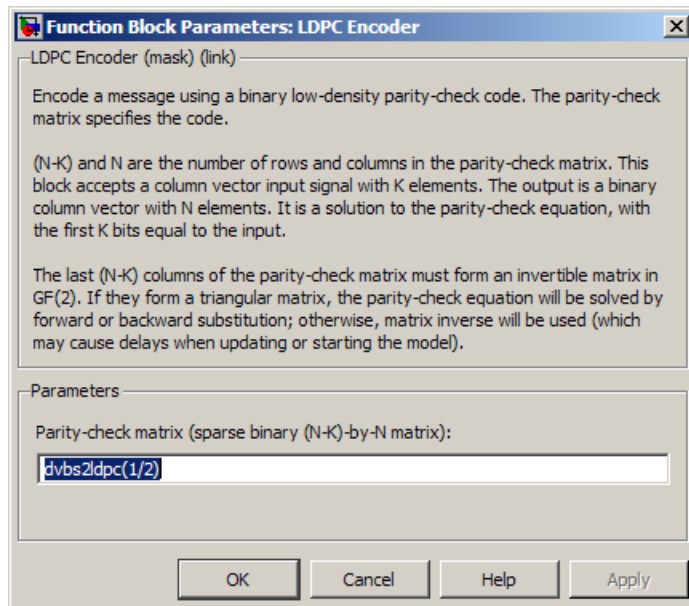 Function Block Parameters: LDPC Encoder
LDPC Encoder (mask) (link)
Encode a message using a binary low-density parity-check code. The parity-check
matrix specifies the code.
(N-K) and N are the number of rows and columns in the parity-check matrix. This
block accepts a column vector input signal with K elements. The output is a binary
column vector with N elements. It is a solution to the parity-check equation, with
the first K bits equal to the input.
The last (N-K) columns of the parity-check matrix must form an invertible matrix in
GF(2). If they form a triangular matrix, the parity-check equation will be solved by
forward or backward substitution; otherwise, matrix inverse will be used (which
may cause delays when updating or starting the model).
Parameters
Parity-check matrix (sparse binary (N-K)-by-N matrix):
dvbs2ldpc(1/2)
OK Cancel Help Apply